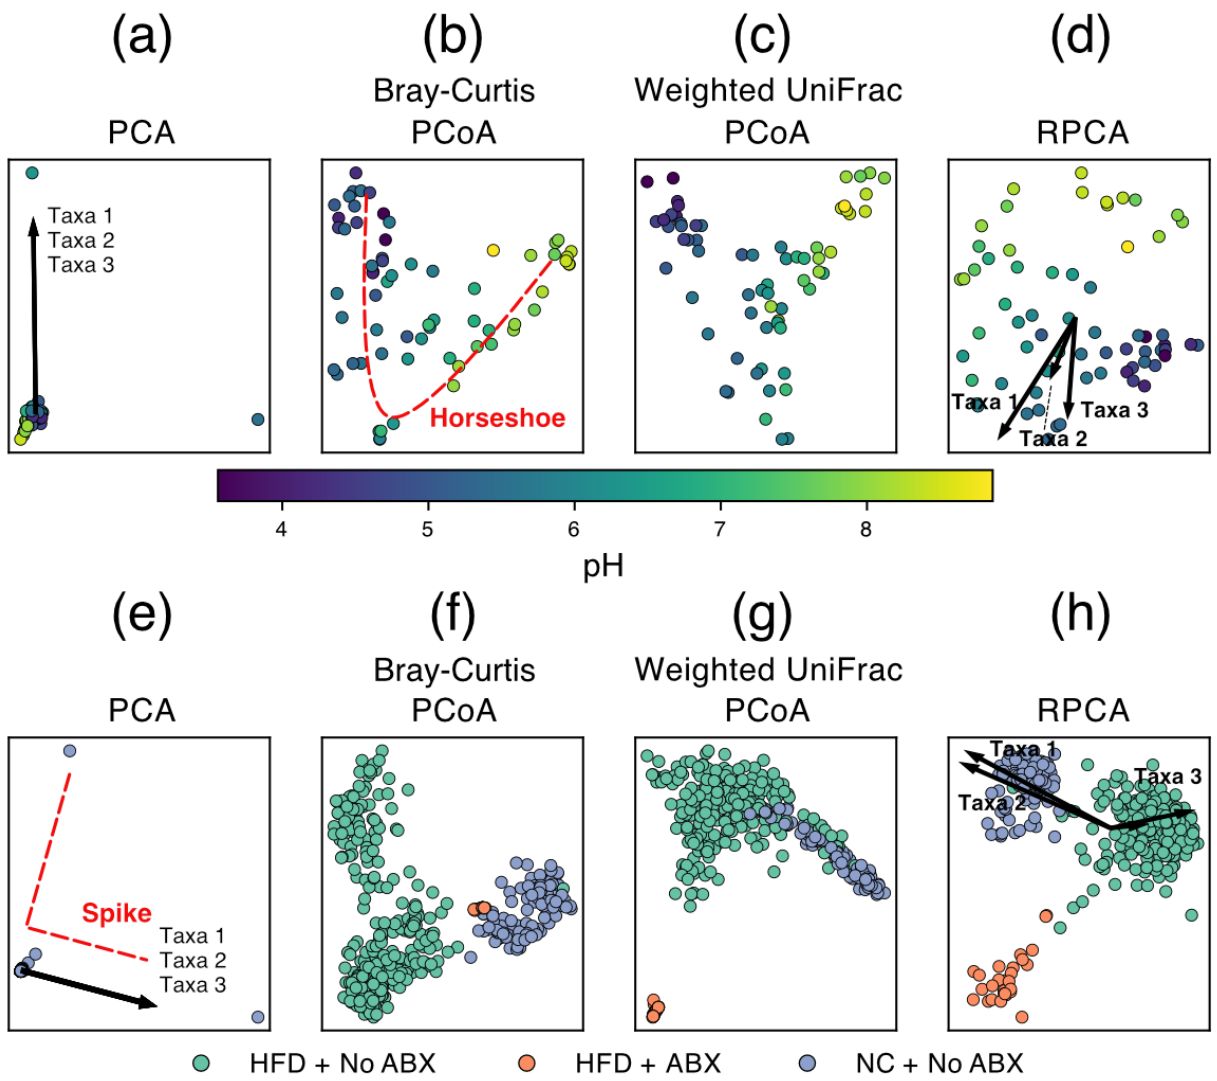 (a) (b) (c) (d)
Bray-Curtis Weighted UniFrac
PCA PCoA PCoA RPCA
Taxa 1
Taxa 2
Taxa 3
Horseshoe
Taxa 1
Taxa 3
Taxa 2
4 5 6 7 8
pH
(e) (f) (g) (h)
Bray-Curtis Weighted UniFrac
PCA PCoA PCoA RPCA
Spike
Taxa 1
Taxa 2
Taxa 3
Taxa 1
Taxa 3
Taxa 2
HFD + No ABX HFD + ABX NC + No ABX